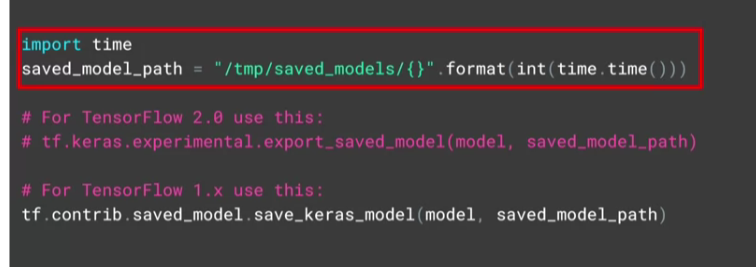 import time
saved_model_path = "/tmp/saved_models/{}".format(int(time.time()))
# For TensorFlow 2.0 use this:
# tf.keras.experimental.export_saved_model(model, saved_model_path)
# For TensorFlow 1.x use this:
tf.contrib.saved_model.save_keras_model(model, saved_model_path)